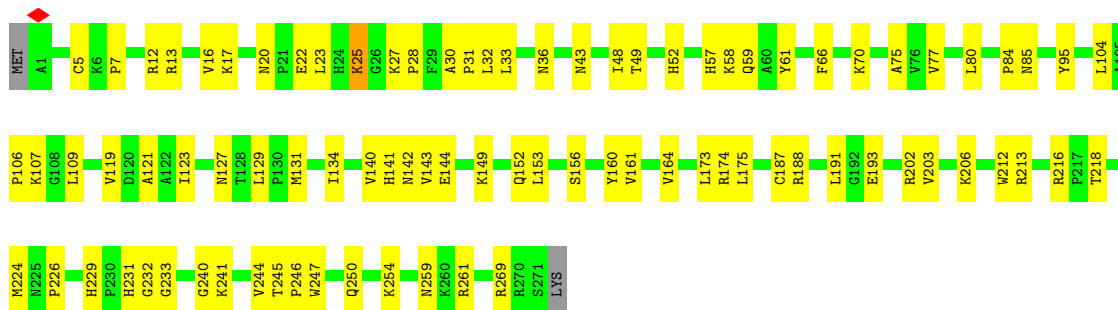 MET A1 C5 K6 P7 R12 R13 V16 K17 N20 P21 E22 L23 H24 K25 G26 K27 P28 F29 A30 P31 L32 L33 N36 N43 I48 T49 H52 H57 K58 Q59 A60 Y61 F66 K70 A75 V76 V77 L80 P84 N85 Y95 L104 A105
P106 K107 G108 L109 V119 D120 A121 A122 I123 N127 T128 L129 P130 M131 I134 V140 H141 N142 V143 E144 K149 Q152 L153 S156 Y160 V161 V164 L173 R174 L175 C187 R188 L191 G192 E193 R202 V203 K206 W212 R213 R216 P217 T218
M224 N225 P226 H229 P230 H231 G232 G233 G240 K241 V244 T245 P246 W247 Q250 K254 N259 K260 R261 R269 R270 S271 LYS